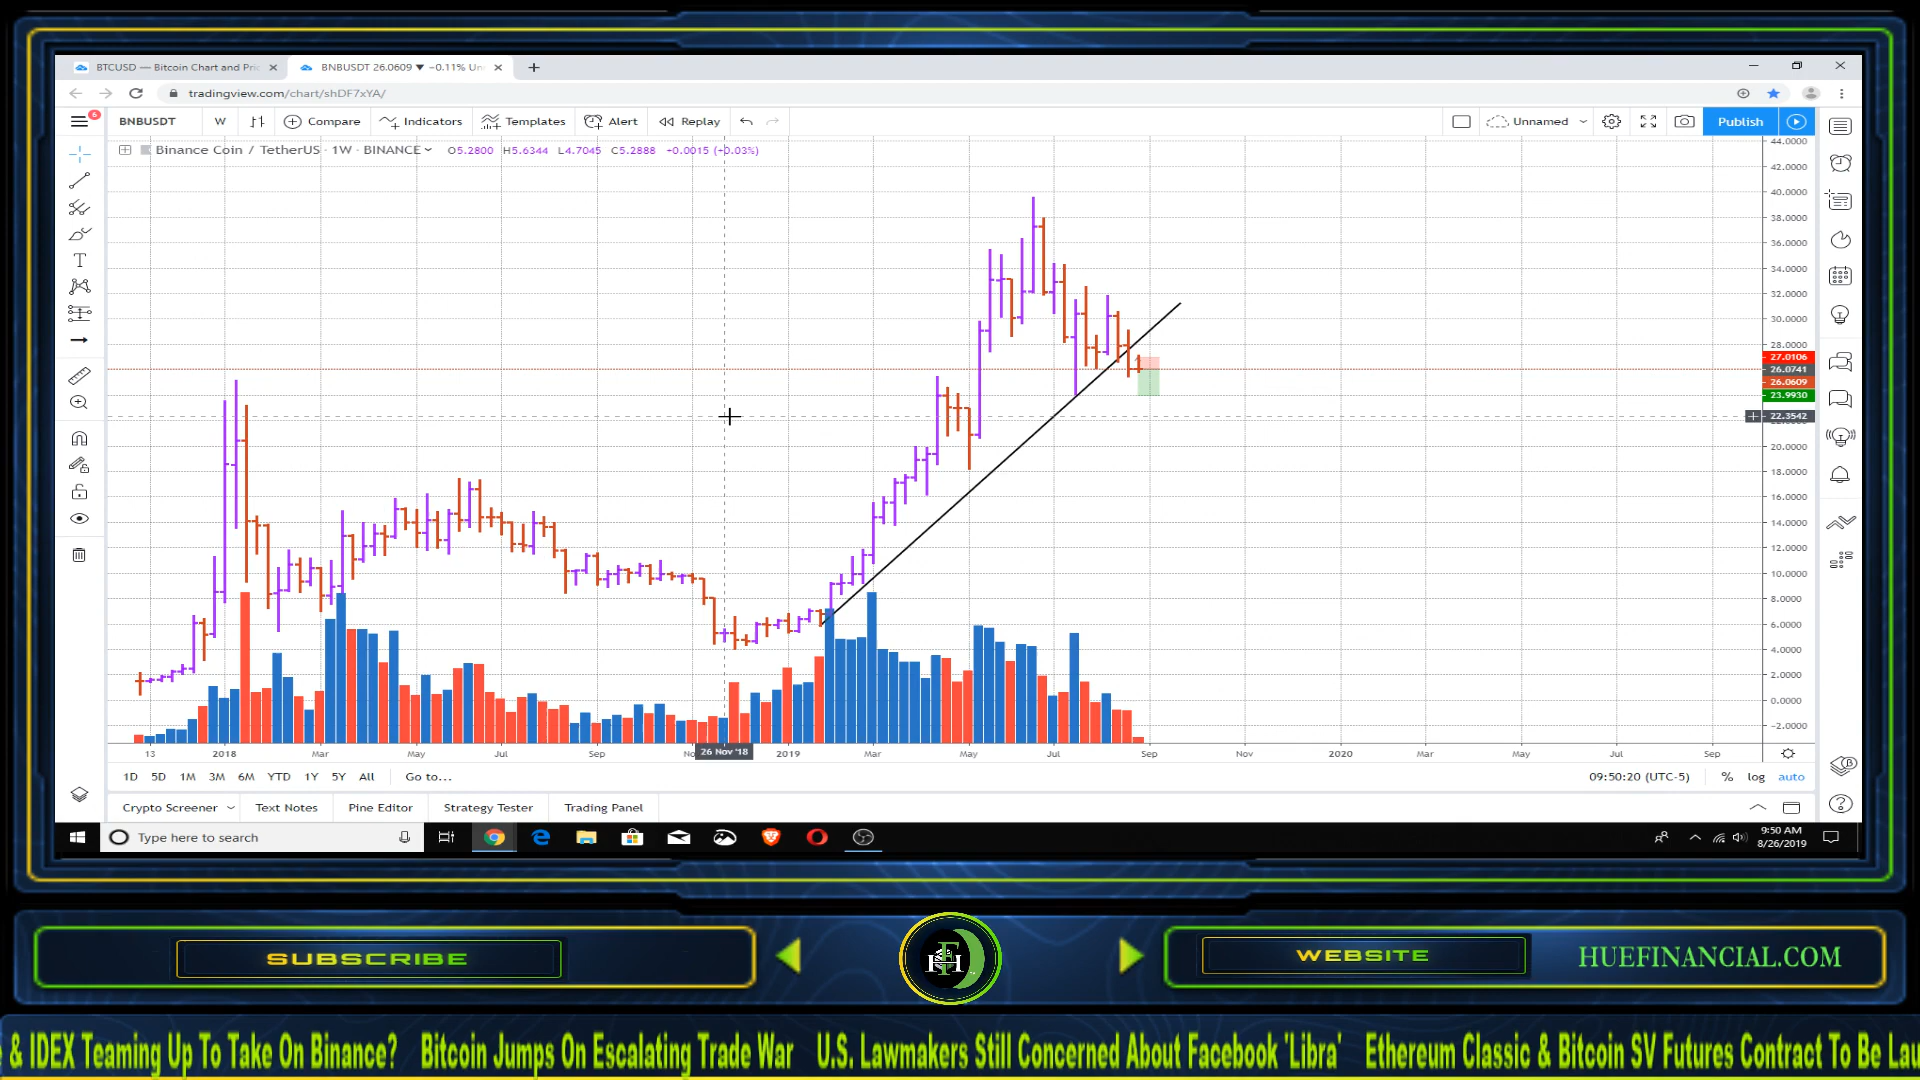 BTCUSD — Bitcoin Chart and Pric
BNBUSDT 26.0609 ▼ −0.11% Un
tradingview.com/chart/shDF7xYA/
6
BNBUSDT W Compare Indicators Templates Alert Replay Unnamed Publish
Binance Coin / TetherUS · 1W · BINANCE O5.2800 H5.6344 L4.7045 C5.2888 +0.0015 (+0.03%)
44.0000
42.0000
40.0000
38.0000
36.0000
34.0000
32.0000
30.0000
28.0000
27.0106
26.0741
26.0609
23.9930
22.3542
20.0000
18.0000
16.0000
14.0000
12.0000
10.0000
8.0000
6.0000
4.0000
2.0000
0.0000
−2.0000
13 2018 Mar May Jul Sep No 26 Nov '18 2019 Mar May Jul Sep Nov 2020 Mar May Jul Sep
1D 5D 1M 3M 6M YTD 1Y 5Y All Go to... 09:50:20 (UTC-5) % log auto
Crypto Screener Text Notes Pine Editor Strategy Tester Trading Panel
Type here to search
9:50 AM
8/26/2019
SUBSCRIBE
HF
WEBSITE
HUEFINANCIAL.COM
& IDEX Teaming Up To Take On Binance? Bitcoin Jumps On Escalating Trade War U.S. Lawmakers Still Concerned About Facebook 'Libra' Ethereum Classic & Bitcoin SV Futures Contract To Be Lau